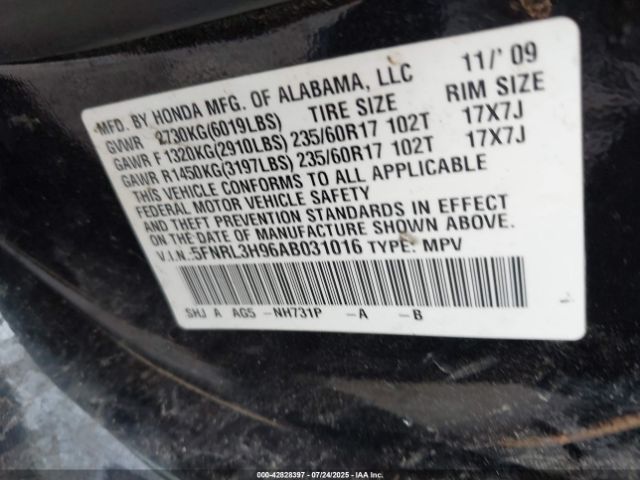 MFD. BY HONDA MFG. OF ALABAMA, LLC 11/'09
GVWR 2730KG(6019LBS) TIRE SIZE RIM SIZE
GAWR F 1320KG(2910LBS) 235/60R17 102T 17X7J
GAWR R1450KG(3197LBS) 235/60R17 102T 17X7J
THIS VEHICLE CONFORMS TO ALL APPLICABLE
FEDERAL MOTOR VEHICLE SAFETY
AND THEFT PREVENTION STANDARDS IN EFFECT
ON THE DATE OF MANUFACTURE SHOWN ABOVE.
V.I.N.:5FNRL3H96AB031016 TYPE: MPV
SHJ A AG5 -NH731P -A -B
000-42828397 - 07/24/2025 - IAA Inc.